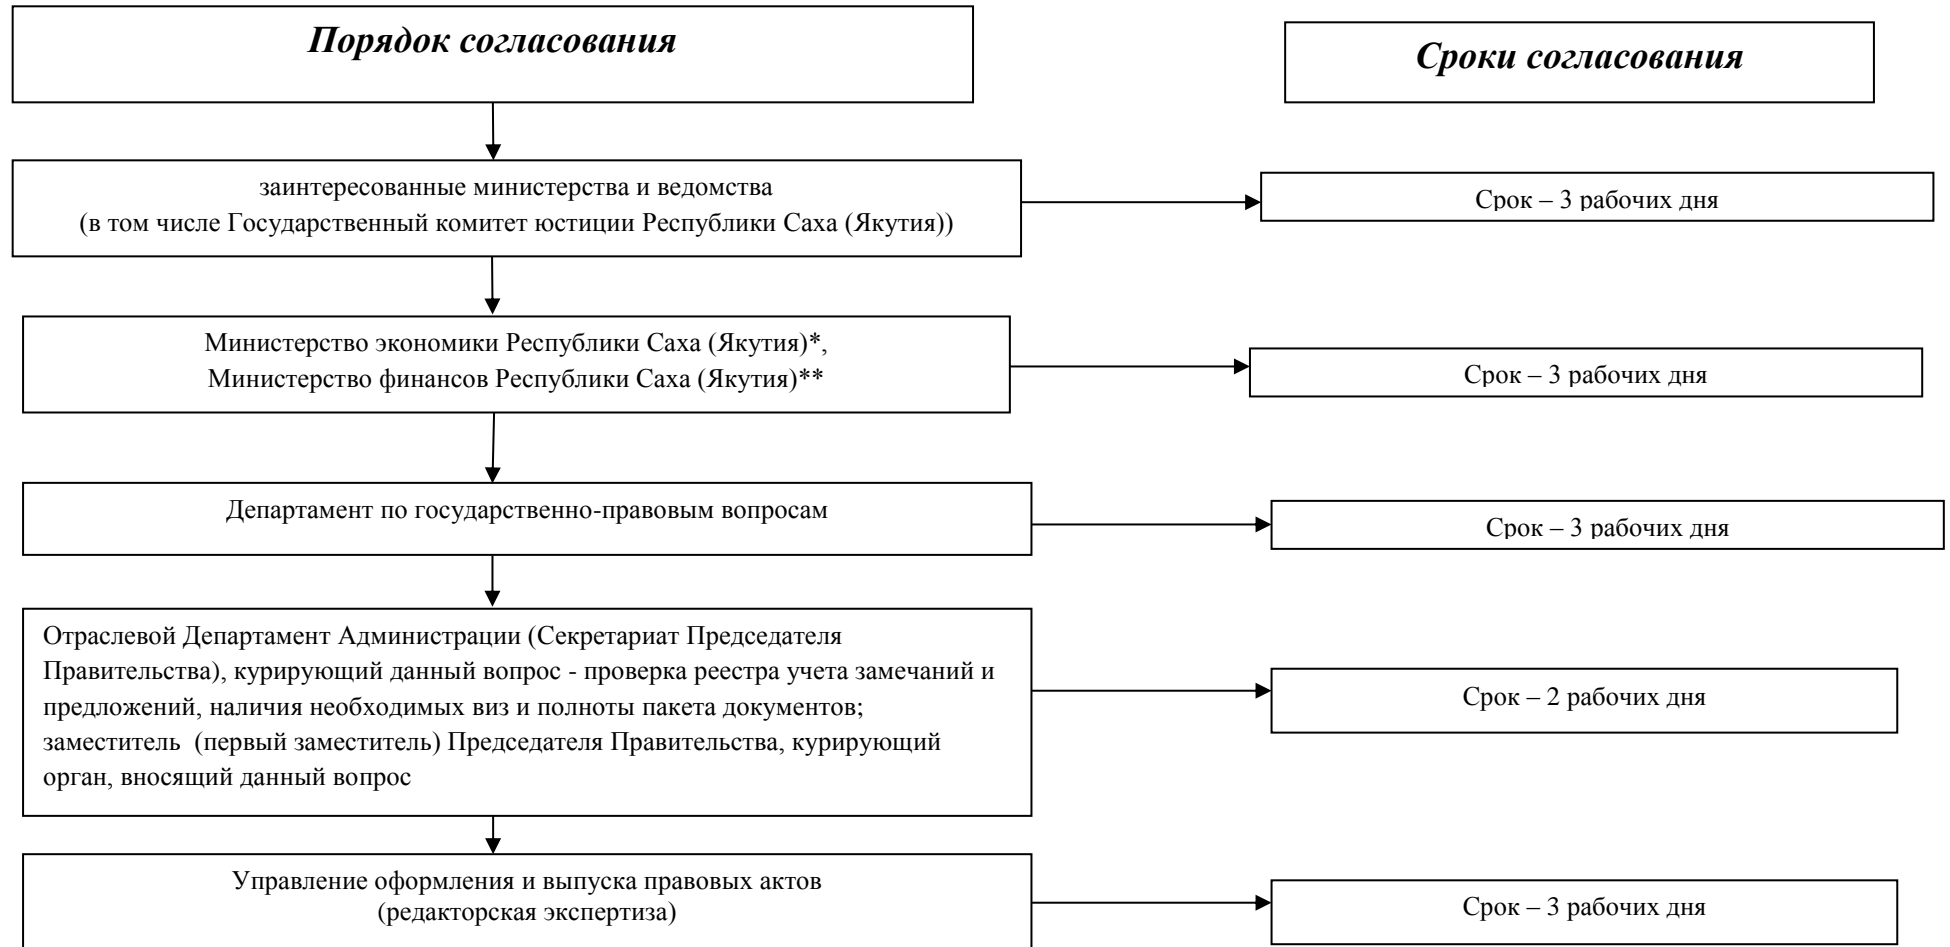 Порядок согласования
Сроки согласования
заинтересованные министерства и ведомства
(в том числе Государственный комитет юстиции Республики Саха (Якутия))
Срок – 3 рабочих дня
Министерство экономики Республики Саха (Якутия)*,
Министерство финансов Республики Саха (Якутия)**
Срок – 3 рабочих дня
Департамент по государственно-правовым вопросам
Срок – 3 рабочих дня
Отраслевой Департамент Администрации (Секретариат Председателя
Правительства), курирующий данный вопрос - проверка реестра учета замечаний и
предложений, наличия необходимых виз и полноты пакета документов;
заместитель  (первый заместитель) Председателя Правительства, курирующий
орган, вносящий данный вопрос
Срок – 2 рабочих дня
Управление оформления и выпуска правовых актов
(редакторская экспертиза)
Срок – 3 рабочих дня